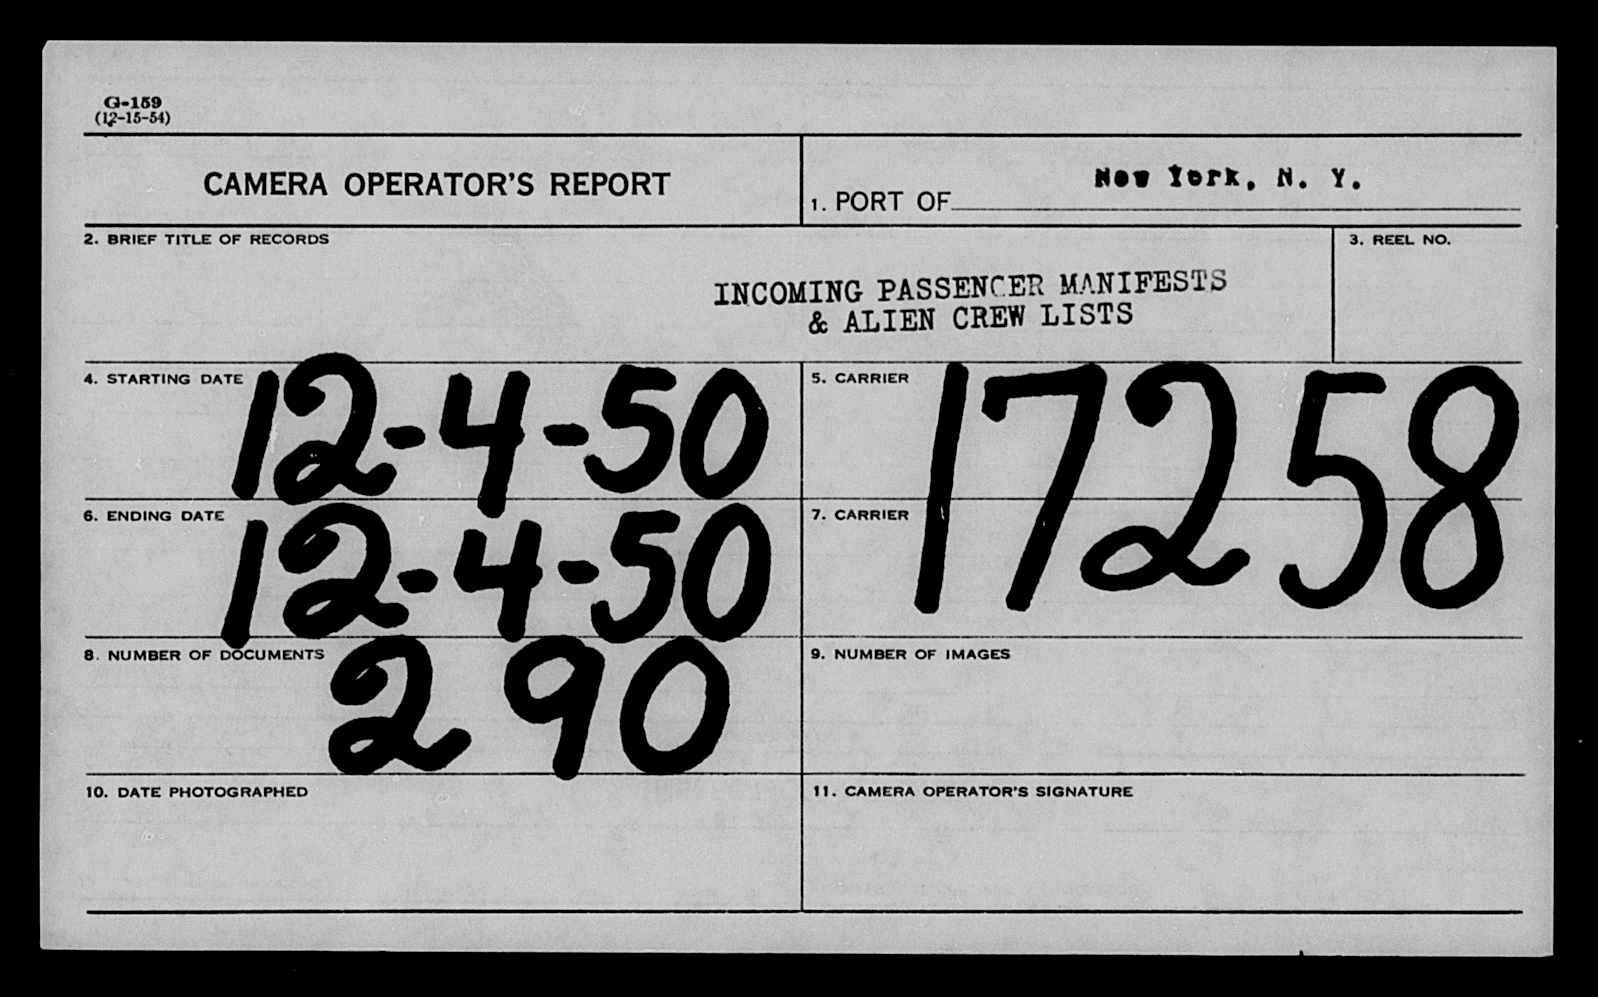 G-159
(12-15-54)
CAMERA OPERATOR'S REPORT
1. PORT OF New York, N. Y.
2. BRIEF TITLE OF RECORDS
INCOMING PASSENGER MANIFESTS
& ALIEN CREW LISTS
3. REEL NO.
4. STARTING DATE 12-4-50
5. CARRIER 17258
6. ENDING DATE 12-4-50
7. CARRIER
8. NUMBER OF DOCUMENTS 290
9. NUMBER OF IMAGES
10. DATE PHOTOGRAPHED
11. CAMERA OPERATOR'S SIGNATURE